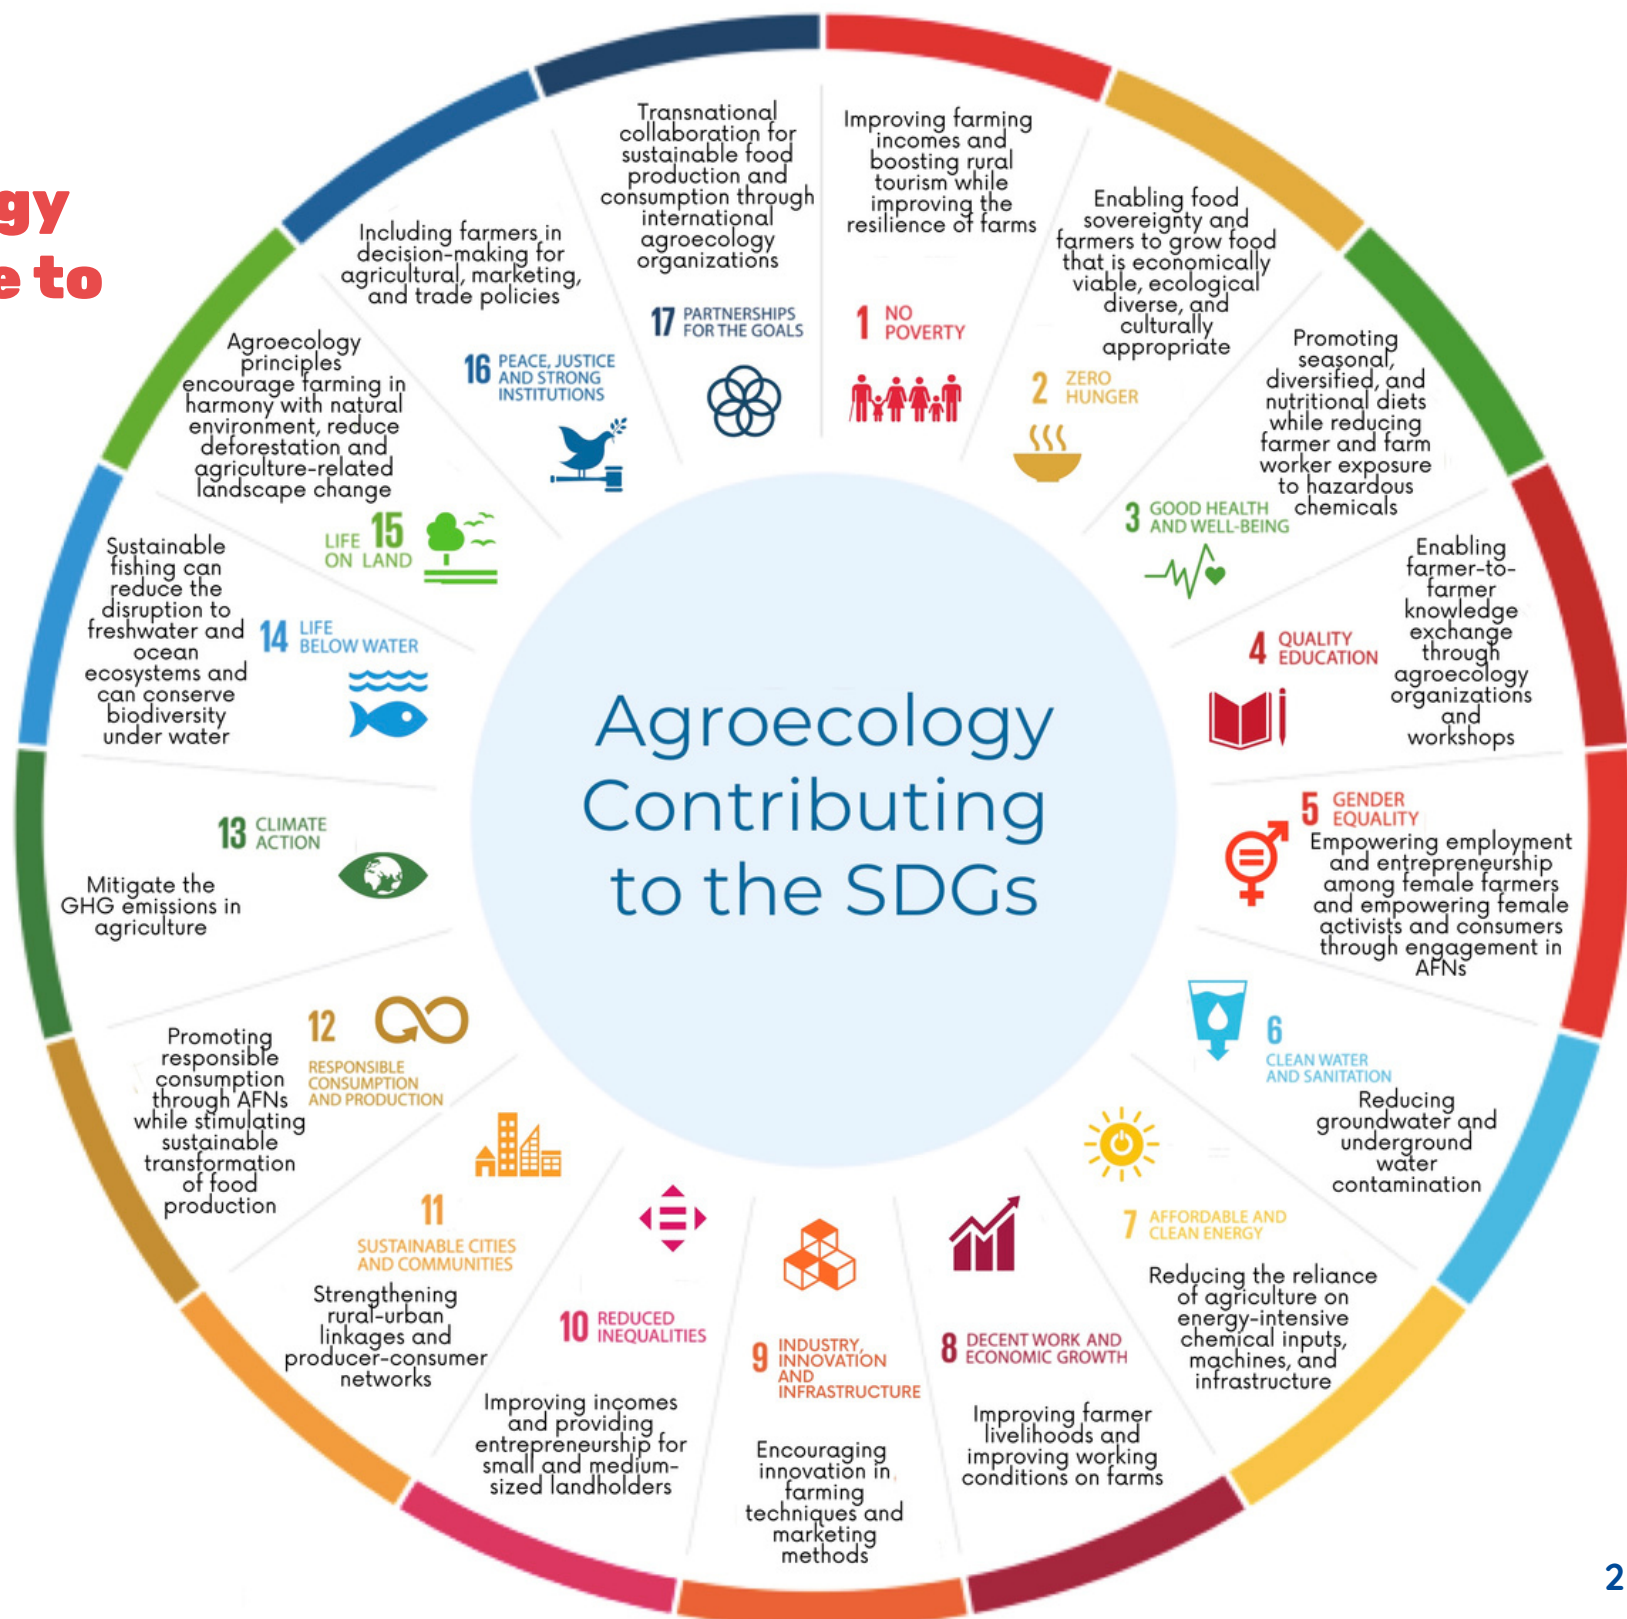 gy
e to
Agroecology
Contributing
to the SDGs
Improving farming
incomes and
boosting rural
tourism while
improving the
resilience of farms
1 NO
POVERTY
Enabling food
sovereignty and
farmers to grow food
that is economically
viable, ecological
diverse, and
culturally
appropriate
2 ZERO
HUNGER
Promoting
seasonal,
diversified, and
nutritional diets
while reducing
farmer and farm
worker exposure
to hazardous
chemicals
3 GOOD HEALTH
AND WELL-BEING
Enabling
farmer-to-
farmer
knowledge
exchange
through
agroecology
organizations
and
workshops
4 QUALITY
EDUCATION
5 GENDER
EQUALITY
Empowering employment
and entrepreneurship
among female farmers
and empowering female
activists and consumers
through engagement in
AFNs
6
CLEAN WATER
AND SANITATION
Reducing
groundwater and
underground
water
contamination
7 AFFORDABLE AND
CLEAN ENERGY
Reducing the reliance
of agriculture on
energy-intensive
chemical inputs,
machines, and
infrastructure
8 DECENT WORK AND
ECONOMIC GROWTH
Improving farmer
livelihoods and
improving working
conditions on farms
9 INDUSTRY,
INNOVATION
AND
INFRASTRUCTURE
Encouraging
innovation in
farming
techniques and
marketing
methods
10 REDUCED
INEQUALITIES
Improving incomes
and providing
entrepreneurship for
small and medium-
sized landholders
11
SUSTAINABLE CITIES
AND COMMUNITIES
Strengthening
rural-urban
linkages and
producer-consumer
networks
12
RESPONSIBLE
CONSUMPTION
AND PRODUCTION
Promoting
responsible
consumption
through AFNs
while stimulating
sustainable
transformation
of food
production
13 CLIMATE
ACTION
Mitigate the
GHG emissions in
agriculture
14 LIFE
BELOW WATER
Sustainable
fishing can
reduce the
disruption to
freshwater and
ocean
ecosystems and
can conserve
biodiversity
under water
Agroecology
principles
encourage farming in
harmony with natural
environment, reduce
deforestation and
agriculture-related
landscape change
LIFE 15
ON LAND
Including farmers in
decision-making for
agricultural, marketing,
and trade policies
16 PEACE, JUSTICE
AND STRONG
INSTITUTIONS
Transnational
collaboration for
sustainable food
production and
consumption through
international
agroecology
organizations
17 PARTNERSHIPS
FOR THE GOALS
2